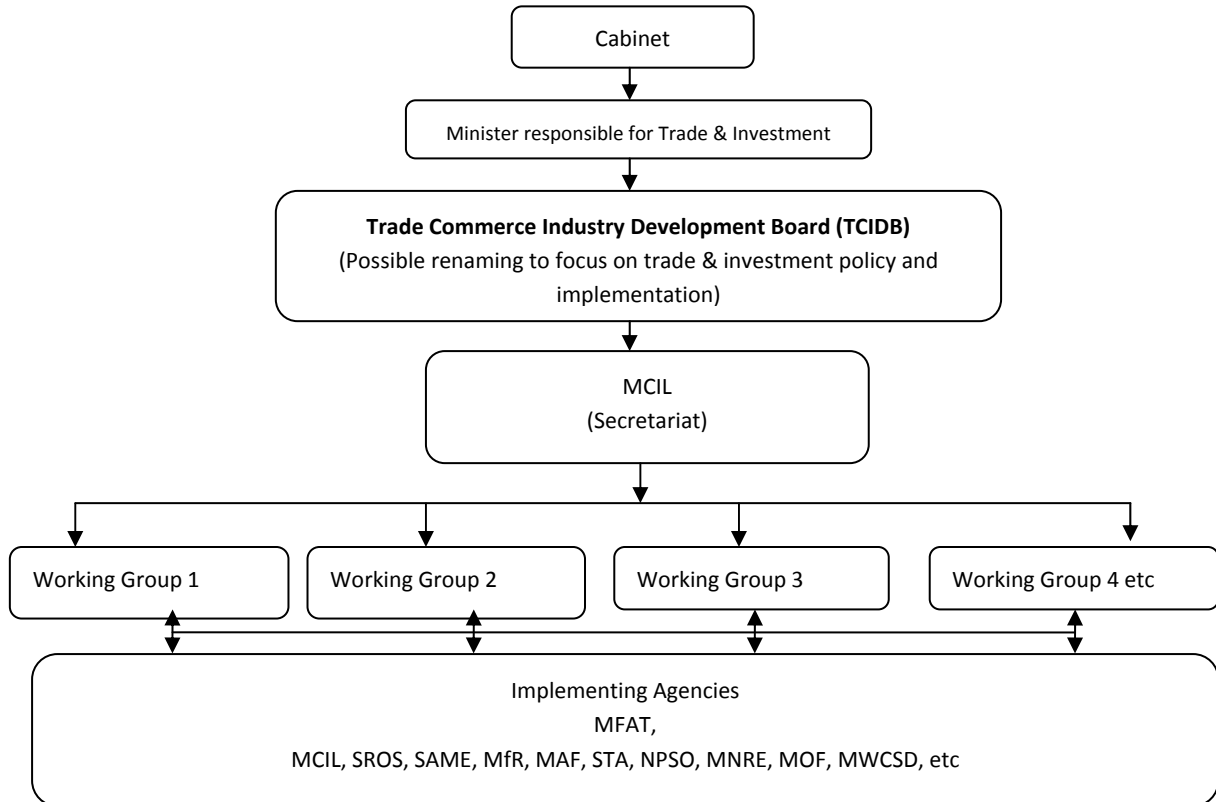 Cabinet
Minister responsible for Trade & Investment
Trade Commerce Industry Development Board (TCIDB)
(Possible renaming to focus on trade & investment policy and
implementation)
MCIL
(Secretariat)
Working Group 1
Working Group 2
Working Group 3
Working Group 4 etc
Implementing Agencies
MFAT,
MCIL, SROS, SAME, MfR, MAF, STA, NPSO, MNRE, MOF, MWCSD, etc